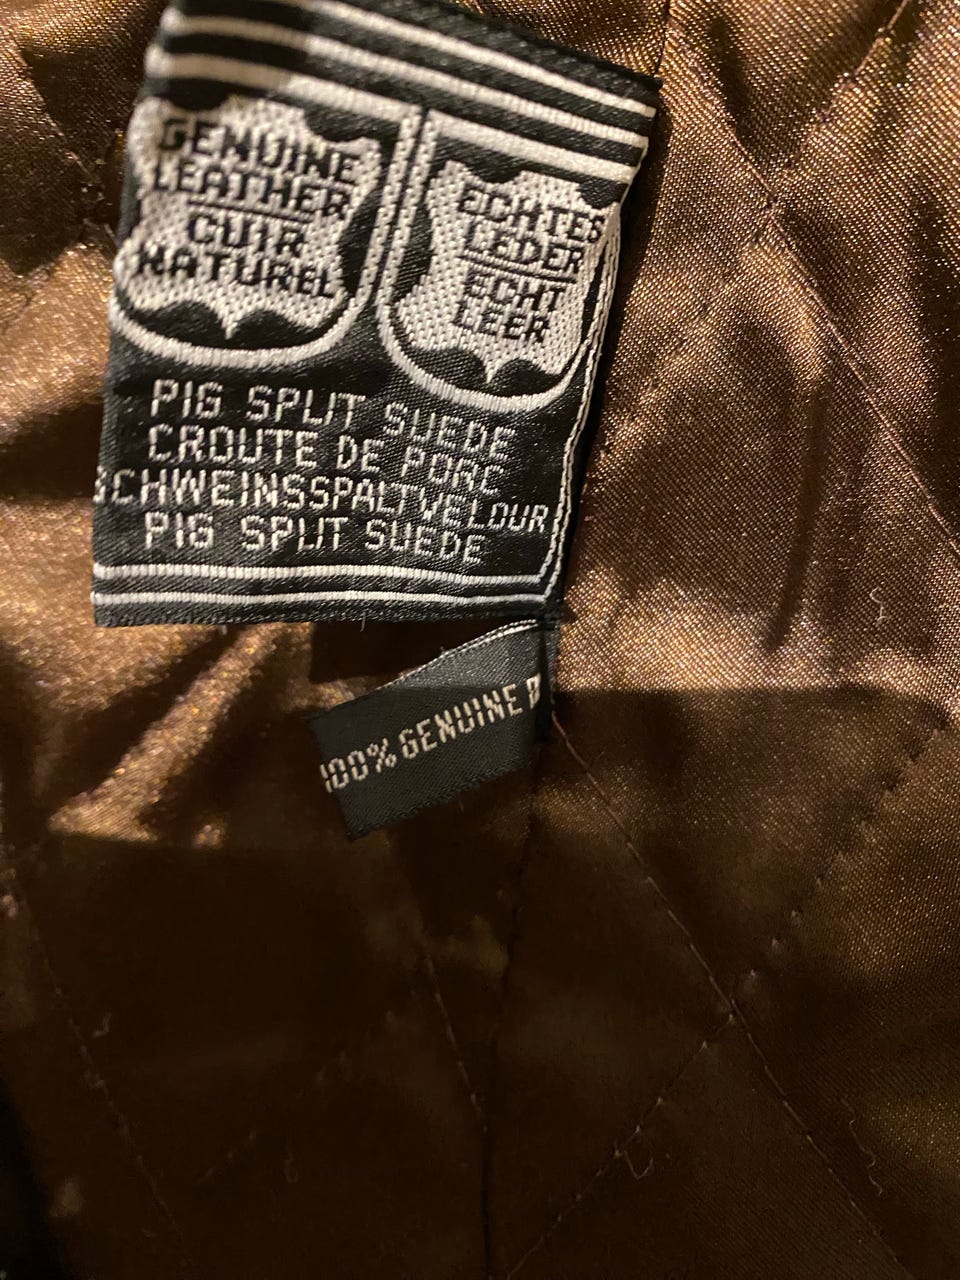 GENUINE
LEATHER
CUIR
NATUREL
ECHTES
LEDER
ECHT
LEER
PIG SPLIT SUEDE
CROUTE DE PORC
SCHWEINSSPALTVELOUR
PIG SPLIT SUEDE
100% GENUINE